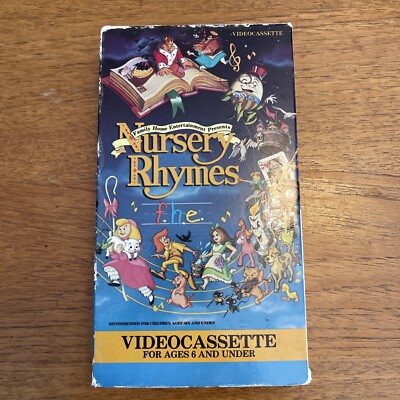 -VIDEOCASSETTE
Family Home Entertainment Presents
Nursery
Rhymes
f.h.e.
RECOMMENDED FOR CHILDREN AGES SIX AND UNDER.
VIDEOCASSETTE
FOR AGES 6 AND UNDER